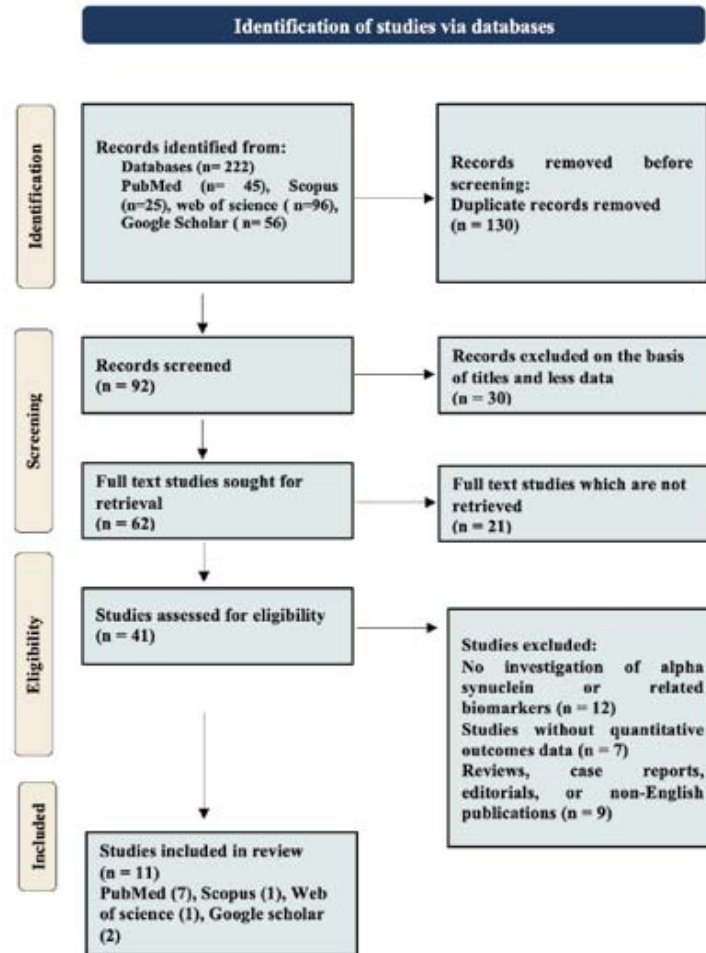 Identification of studies via databases
Identification
Records identified from:
Databases (n= 222)
PubMed (n= 45), Scopus
(n=25), web of science ( n=96),
Google Scholar ( n= 56)
Records removed before
screening:
Duplicate records removed
(n = 130)
Screening
Records screened
(n = 92)
Records excluded on the basis
of titles and less data
(n = 30)
Full text studies sought for
retrieval
(n = 62)
Full text studies which are not
retrieved
(n = 21)
Eligibility
Studies assessed for eligibility
(n = 41)
Studies excluded:
No investigation of alpha
synuclein or related
biomarkers (n = 12)
Studies without quantitative
outcomes data (n = 7)
Reviews, case reports,
editorials, or non-English
publications (n = 9)
Included
Studies included in review
(n = 11)
PubMed (7), Scopus (1), Web
of science (1), Google scholar
(2)